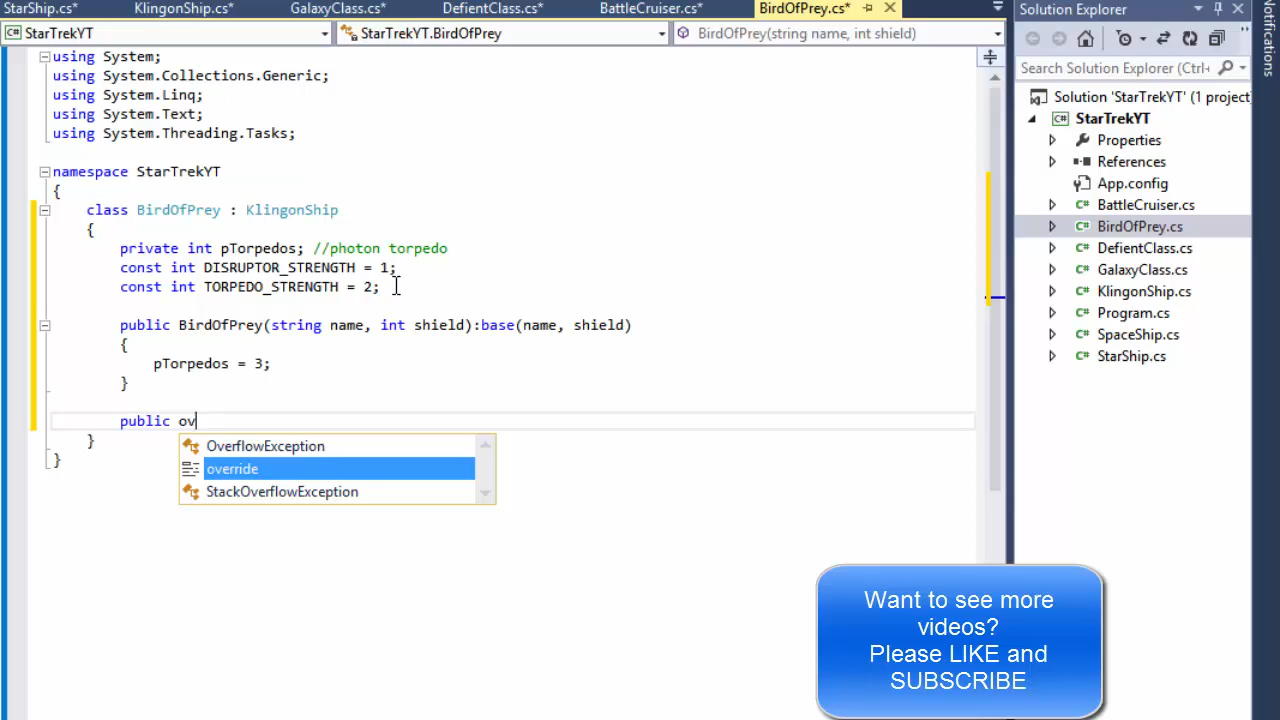 StarShip.cs* KlingonShip.cs* GalaxyClass.cs* DefientClass.cs* BattleCruiser.cs* BirdOfPrey.cs*
StarTrekYT StarTrekYT.BirdOfPrey BirdOfPrey(string name, int shield)
using System;
using System.Collections.Generic;
using System.Linq;
using System.Text;
using System.Threading.Tasks;
namespace StarTrekYT
{
class BirdOfPrey : KlingonShip
{
private int pTorpedos; //photon torpedo
const int DISRUPTOR_STRENGTH = 1;
const int TORPEDO_STRENGTH = 2;
public BirdOfPrey(string name, int shield):base(name, shield)
{
pTorpedos = 3;
}
public ov
}
}
OverflowException
override
StackOverflowException
Solution Explorer
Search Solution Explorer (Ctrl+
Solution 'StarTrekYT' (1 project
C# StarTrekYT
Properties
References
App.config
C# BattleCruiser.cs
C# BirdOfPrey.cs
C# DefientClass.cs
C# GalaxyClass.cs
C# KlingonShip.cs
C# Program.cs
C# SpaceShip.cs
C# StarShip.cs
Notifications
Want to see more
videos?
Please LIKE and
SUBSCRIBE